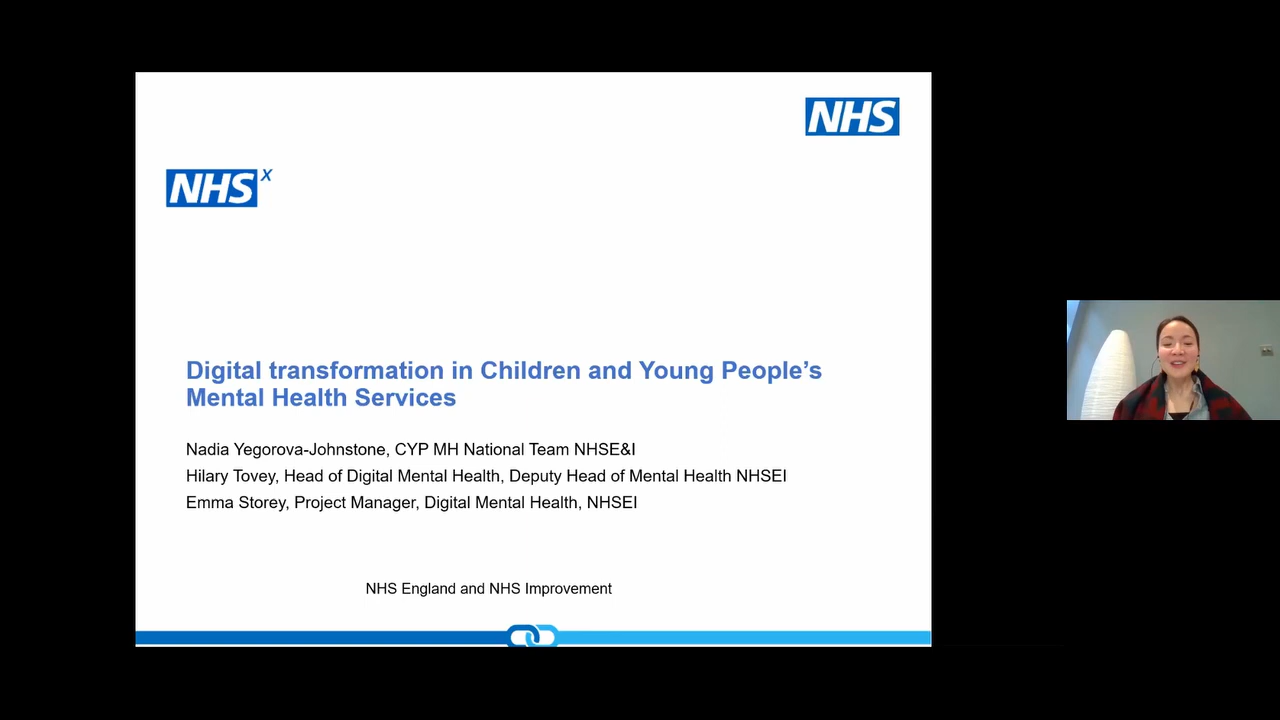 NHS
NHS X
Digital transformation in Children and Young People’s
Mental Health Services
Nadia Yegorova-Johnstone, CYP MH National Team NHSE&I
Hilary Tovey, Head of Digital Mental Health, Deputy Head of Mental Health NHSEI
Emma Storey, Project Manager, Digital Mental Health, NHSEI
NHS England and NHS Improvement